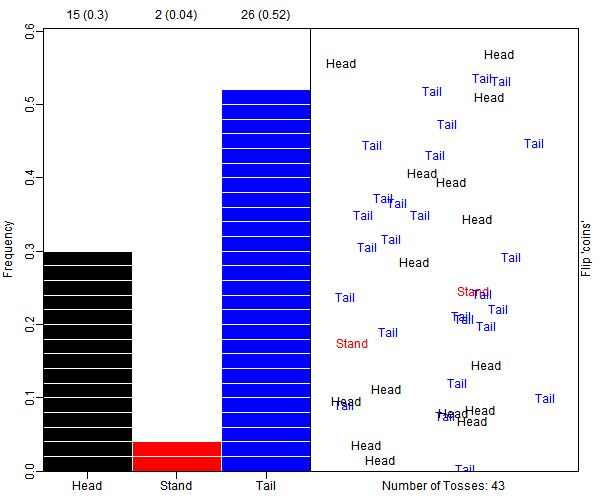 15 (0.3) 2 (0.04) 26 (0.52)
0.6
0.5
0.4
0.3
0.2
0.1
0.0
Frequency
Head Stand Tail
Head
Head
Tail
Tail
Tail
Head
Tail
Tail
Tail
Tail
Head
Head
Tail
Tail
Tail
Tail
Head
Tail
Tail
Tail
Head
Stand
Tail
Tail
Tail
Tail
Tail
Tail
Tail
Stand
Head
Tail
Head
Tail
Head
Tail
Head
Head
Tail
Head
Head
Head
Tail
Flip 'coins'
Number of Tosses: 43